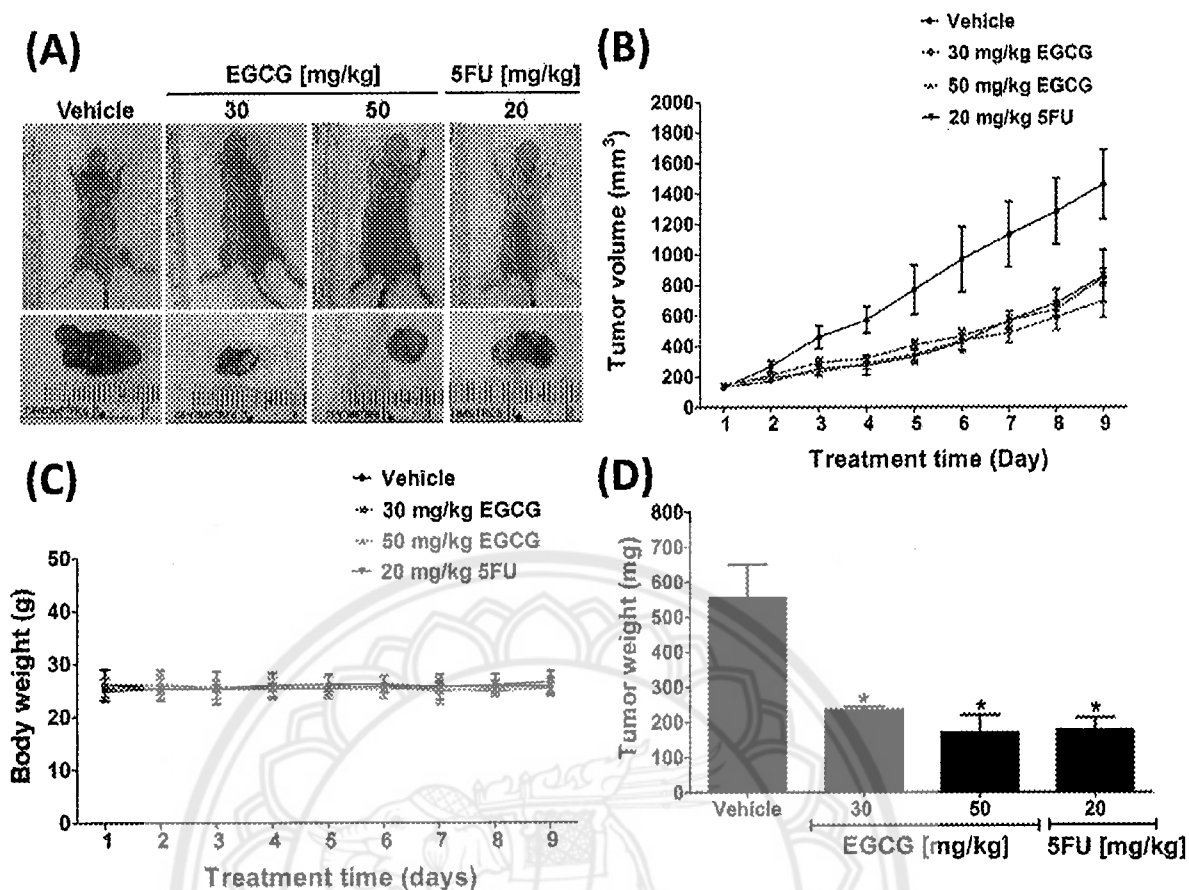 (A)
EGCG [mg/kg]
5FU [mg/kg]
Vehicle
30
50
20
(B)
Vehicle
30 mg/kg EGCG
50 mg/kg EGCG
20 mg/kg 5FU
Tumor volume (mm³)
2000
1800
1600
1400
1200
1000
800
600
400
200
0
1 2 3 4 5 6 7 8 9
Treatment time (Day)
(C)
Vehicle
30 mg/kg EGCG
50 mg/kg EGCG
20 mg/kg 5FU
Body weight (g)
50
40
30
20
10
0
1 2 3 4 5 6 7 8 9
Treatment time (days)
(D)
Tumor weight (mg)
800
700
600
500
400
300
200
100
0
* * *
Vehicle 30 50 20
EGCG [mg/kg] 5FU [mg/kg]